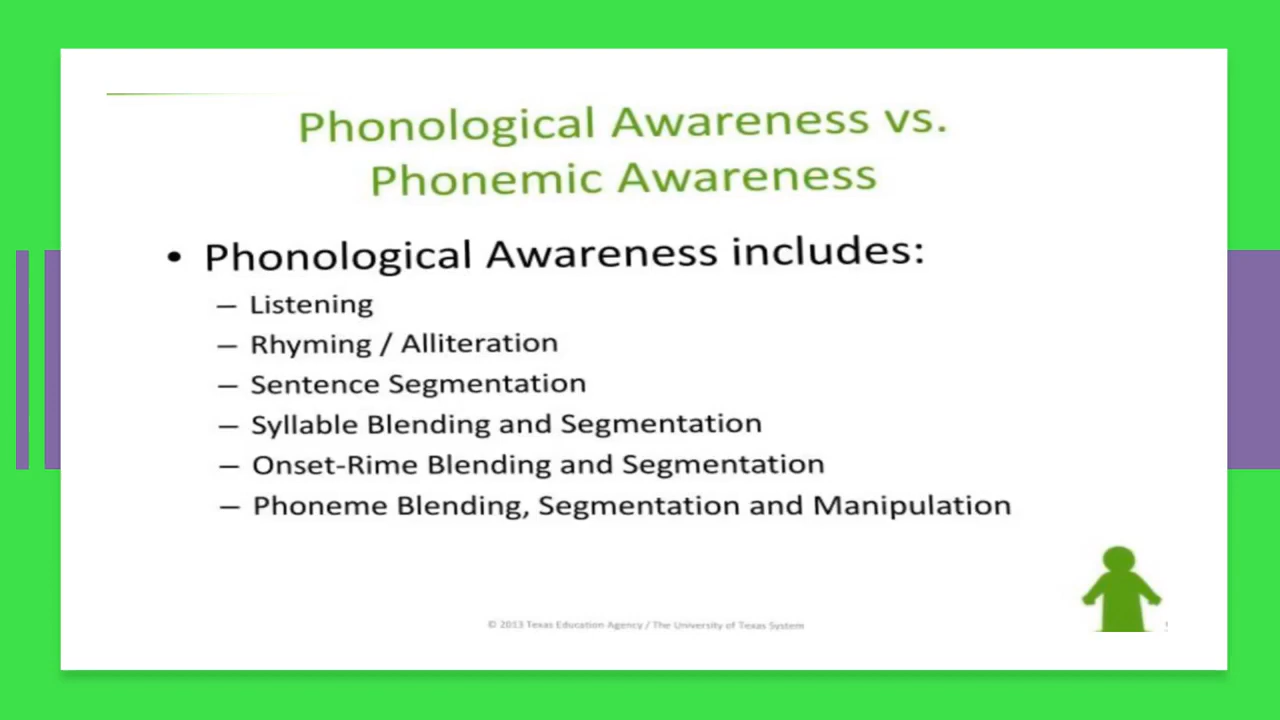 Phonological Awareness vs.
Phonemic Awareness
• Phonological Awareness includes:
– Listening
– Rhyming / Alliteration
– Sentence Segmentation
– Syllable Blending and Segmentation
– Onset-Rime Blending and Segmentation
– Phoneme Blending, Segmentation and Manipulation
© 2013 Texas Education Agency / The University of Texas System